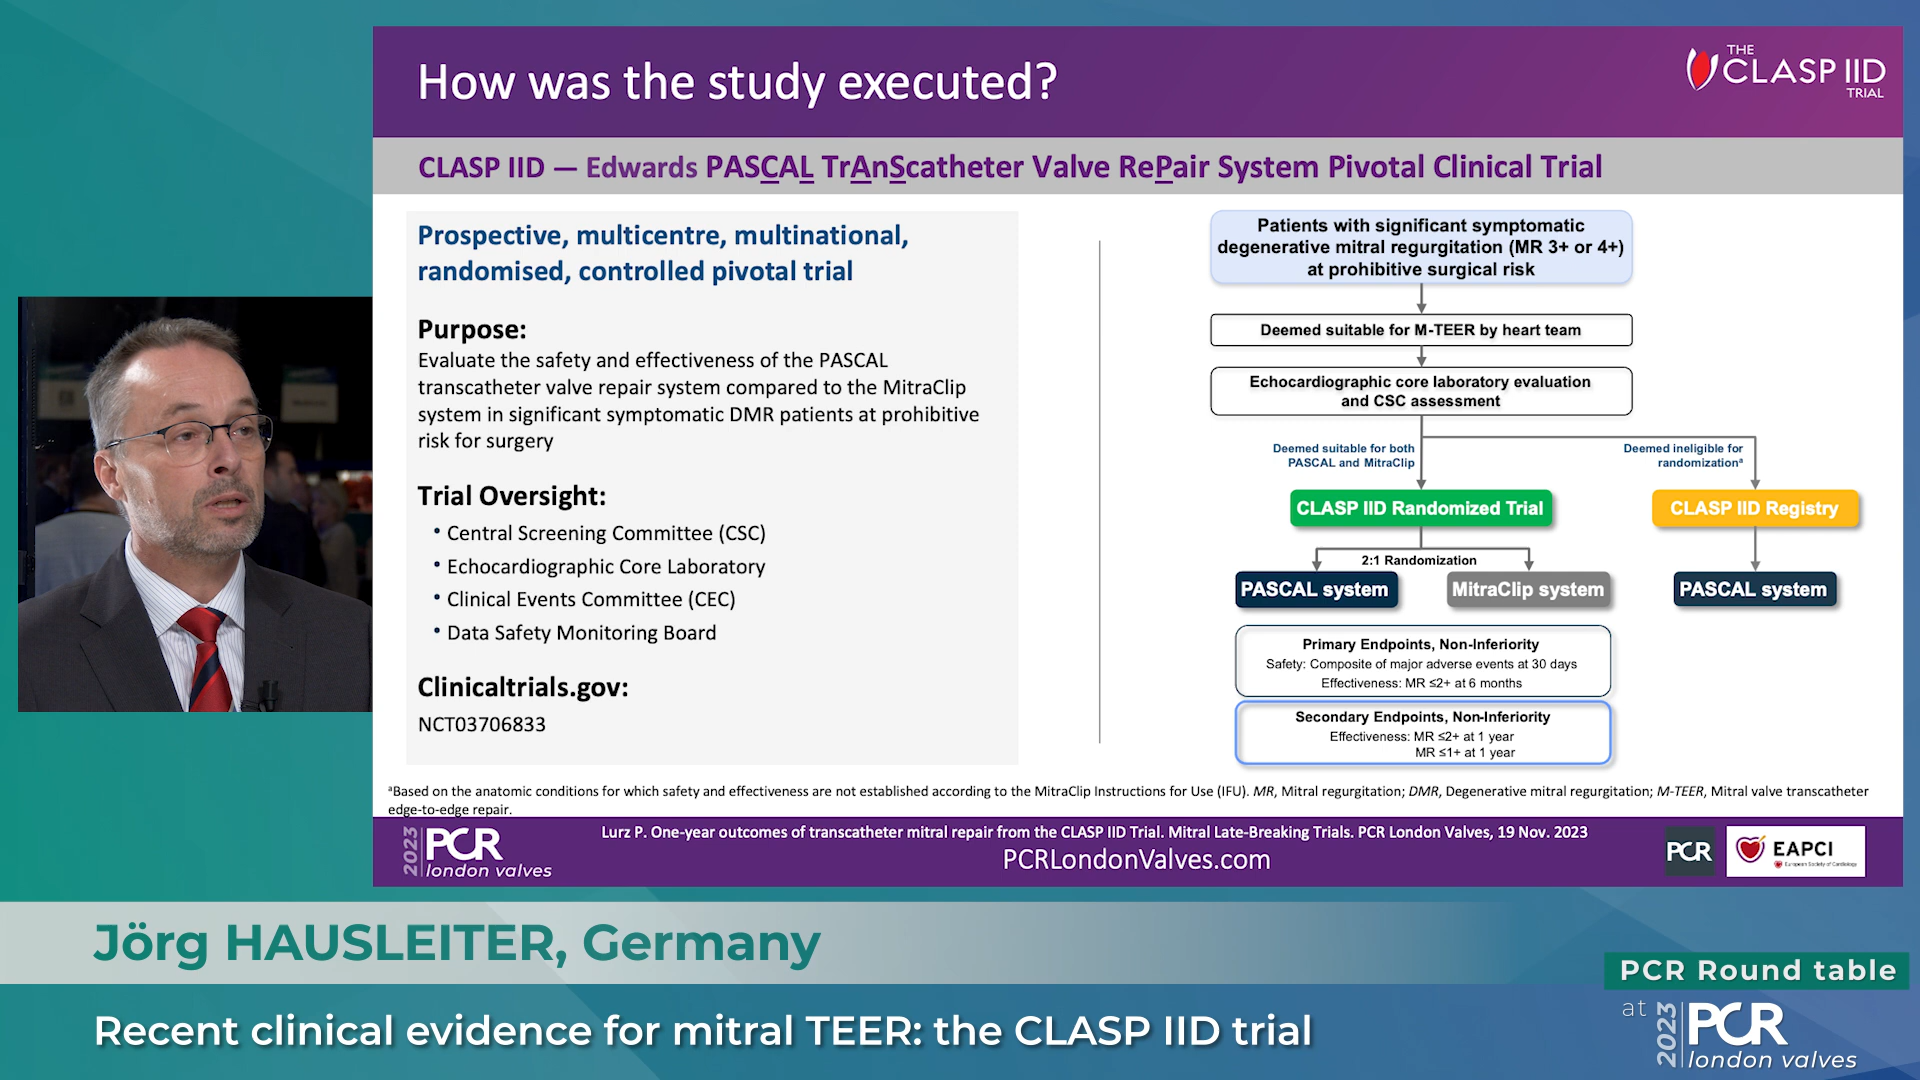 How was the study executed?
THE
CLASP IID
TRIAL
CLASP IID — Edwards PASCAL TrAnScatheter Valve RePair System Pivotal Clinical Trial
Prospective, multicentre, multinational,
randomised, controlled pivotal trial
Purpose:
Evaluate the safety and effectiveness of the PASCAL
transcatheter valve repair system compared to the MitraClip
system in significant symptomatic DMR patients at prohibitive
risk for surgery
Trial Oversight:
• Central Screening Committee (CSC)
• Echocardiographic Core Laboratory
• Clinical Events Committee (CEC)
• Data Safety Monitoring Board
Clinicaltrials.gov:
NCT03706833
Patients with significant symptomatic
degenerative mitral regurgitation (MR 3+ or 4+)
at prohibitive surgical risk
Deemed suitable for M-TEER by heart team
Echocardiographic core laboratory evaluation
and CSC assessment
Deemed suitable for both
PASCAL and MitraClip
Deemed ineligible for
randomizationª
CLASP IID Randomized Trial
CLASP IID Registry
2:1 Randomization
PASCAL system
MitraClip system
PASCAL system
Primary Endpoints, Non-Inferiority
Safety: Composite of major adverse events at 30 days
Effectiveness: MR ≤2+ at 6 months
Secondary Endpoints, Non-Inferiority
Effectiveness: MR ≤2+ at 1 year
MR ≤1+ at 1 year
ªBased on the anatomic conditions for which safety and effectiveness are not established according to the MitraClip Instructions for Use (IFU). MR, Mitral regurgitation; DMR, Degenerative mitral regurgitation; M-TEER, Mitral valve transcatheter
edge-to-edge repair.
2023 PCR
london valves
Lurz P. One-year outcomes of transcatheter mitral repair from the CLASP IID Trial. Mitral Late-Breaking Trials. PCR London Valves, 19 Nov. 2023
PCRLondonValves.com
PCR
EAPCI
European Society of Cardiology
Jörg HAUSLEITER, Germany
PCR Round table
Recent clinical evidence for mitral TEER: the CLASP IID trial
at
2023 PCR
london valves